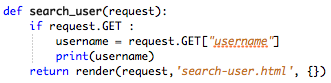 def search_user(request):
    if request.GET :
        username = request.GET["username"]
        print(username)
    return render(request,'search-user.html', {})